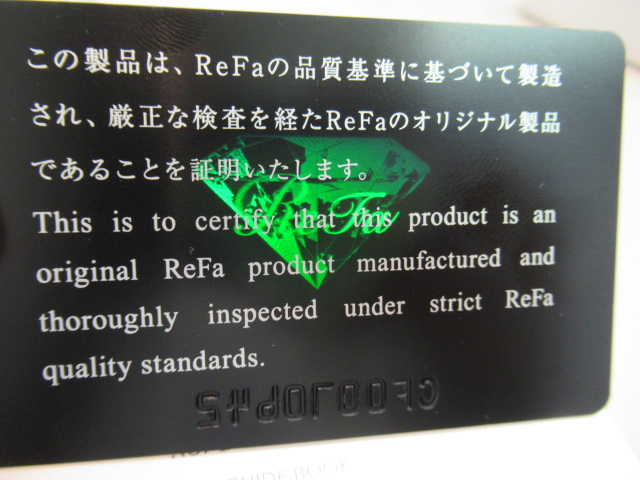 この製品は、ReFaの品質基準に基づいて製造
され、厳正な検査を経たReFaのオリジナル製品
であることを証明いたします。
ReFa
This is to certify that this product is an
original ReFa product manufactured and
thoroughly inspected under strict ReFa
quality standards.
GUIDE BOOK